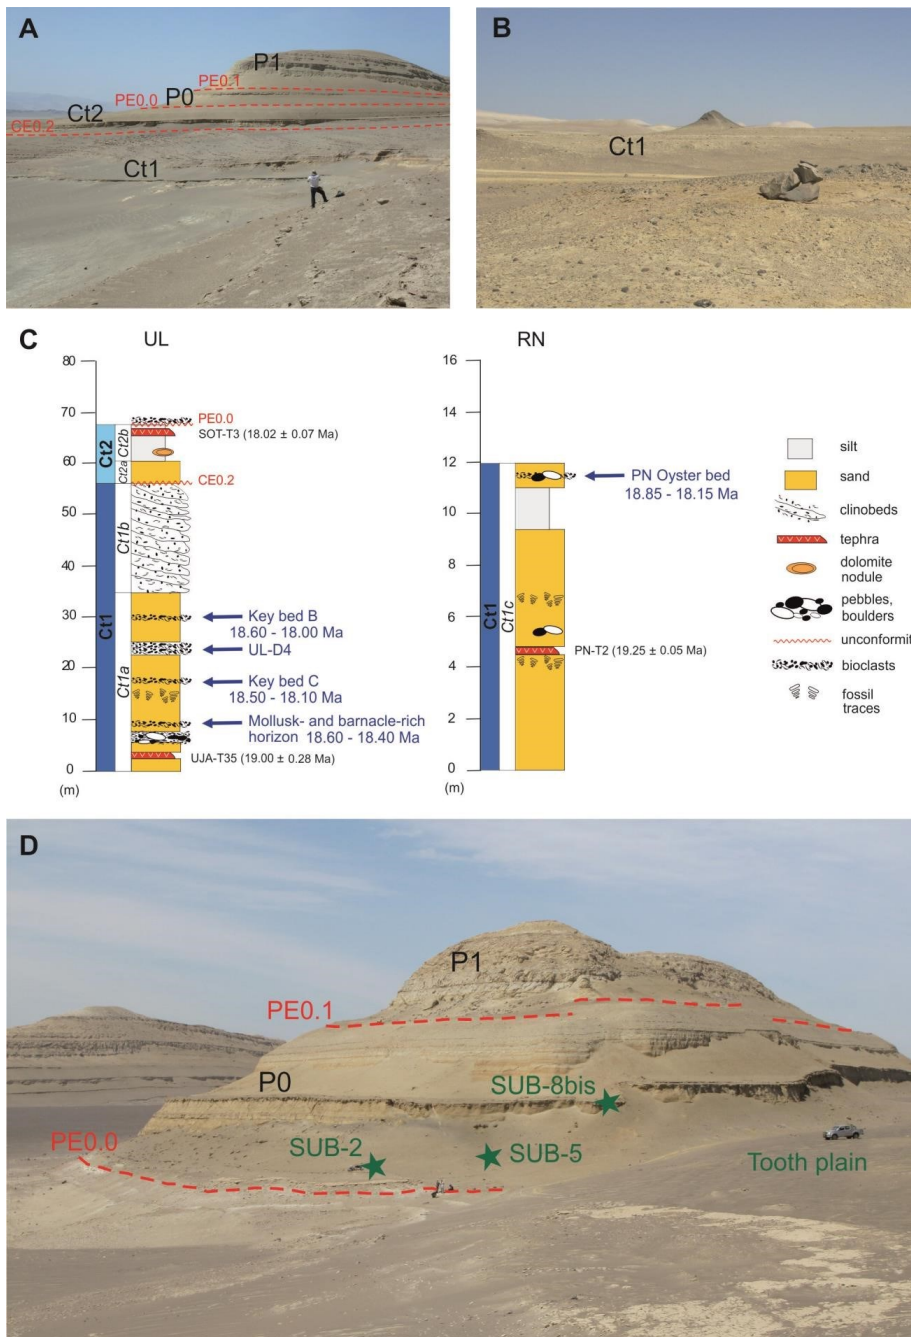 A
P1
PE0.1
P0
PE0.0
Ct2
CE0.2
Ct1
B
Ct1
C
UL
RN
80
70
60
50
40
30
20
10
0
(m)
Ct2
Ct1
Ct2b
Ct2a
Ct1b
Ct1a
PE0.0
SOT-T3 (18.02 ± 0.07 Ma)
CE0.2
Key bed B
18.60 - 18.00 Ma
UL-D4
Key bed C
18.50 - 18.10 Ma
Mollusk- and barnacle-rich
horizon 18.60 - 18.40 Ma
UJA-T35 (19.00 ± 0.28 Ma)
16
14
12
10
8
6
4
2
0
(m)
Ct1
Ct1c
PN Oyster bed
18.85 - 18.15 Ma
PN-T2 (19.25 ± 0.05 Ma)
silt
sand
clinobeds
tephra
dolomite
nodule
pebbles,
boulders
unconformit
bioclasts
fossil
traces
D
P1
PE0.1
P0
SUB-8bis
PE0.0
SUB-2
SUB-5
Tooth plain